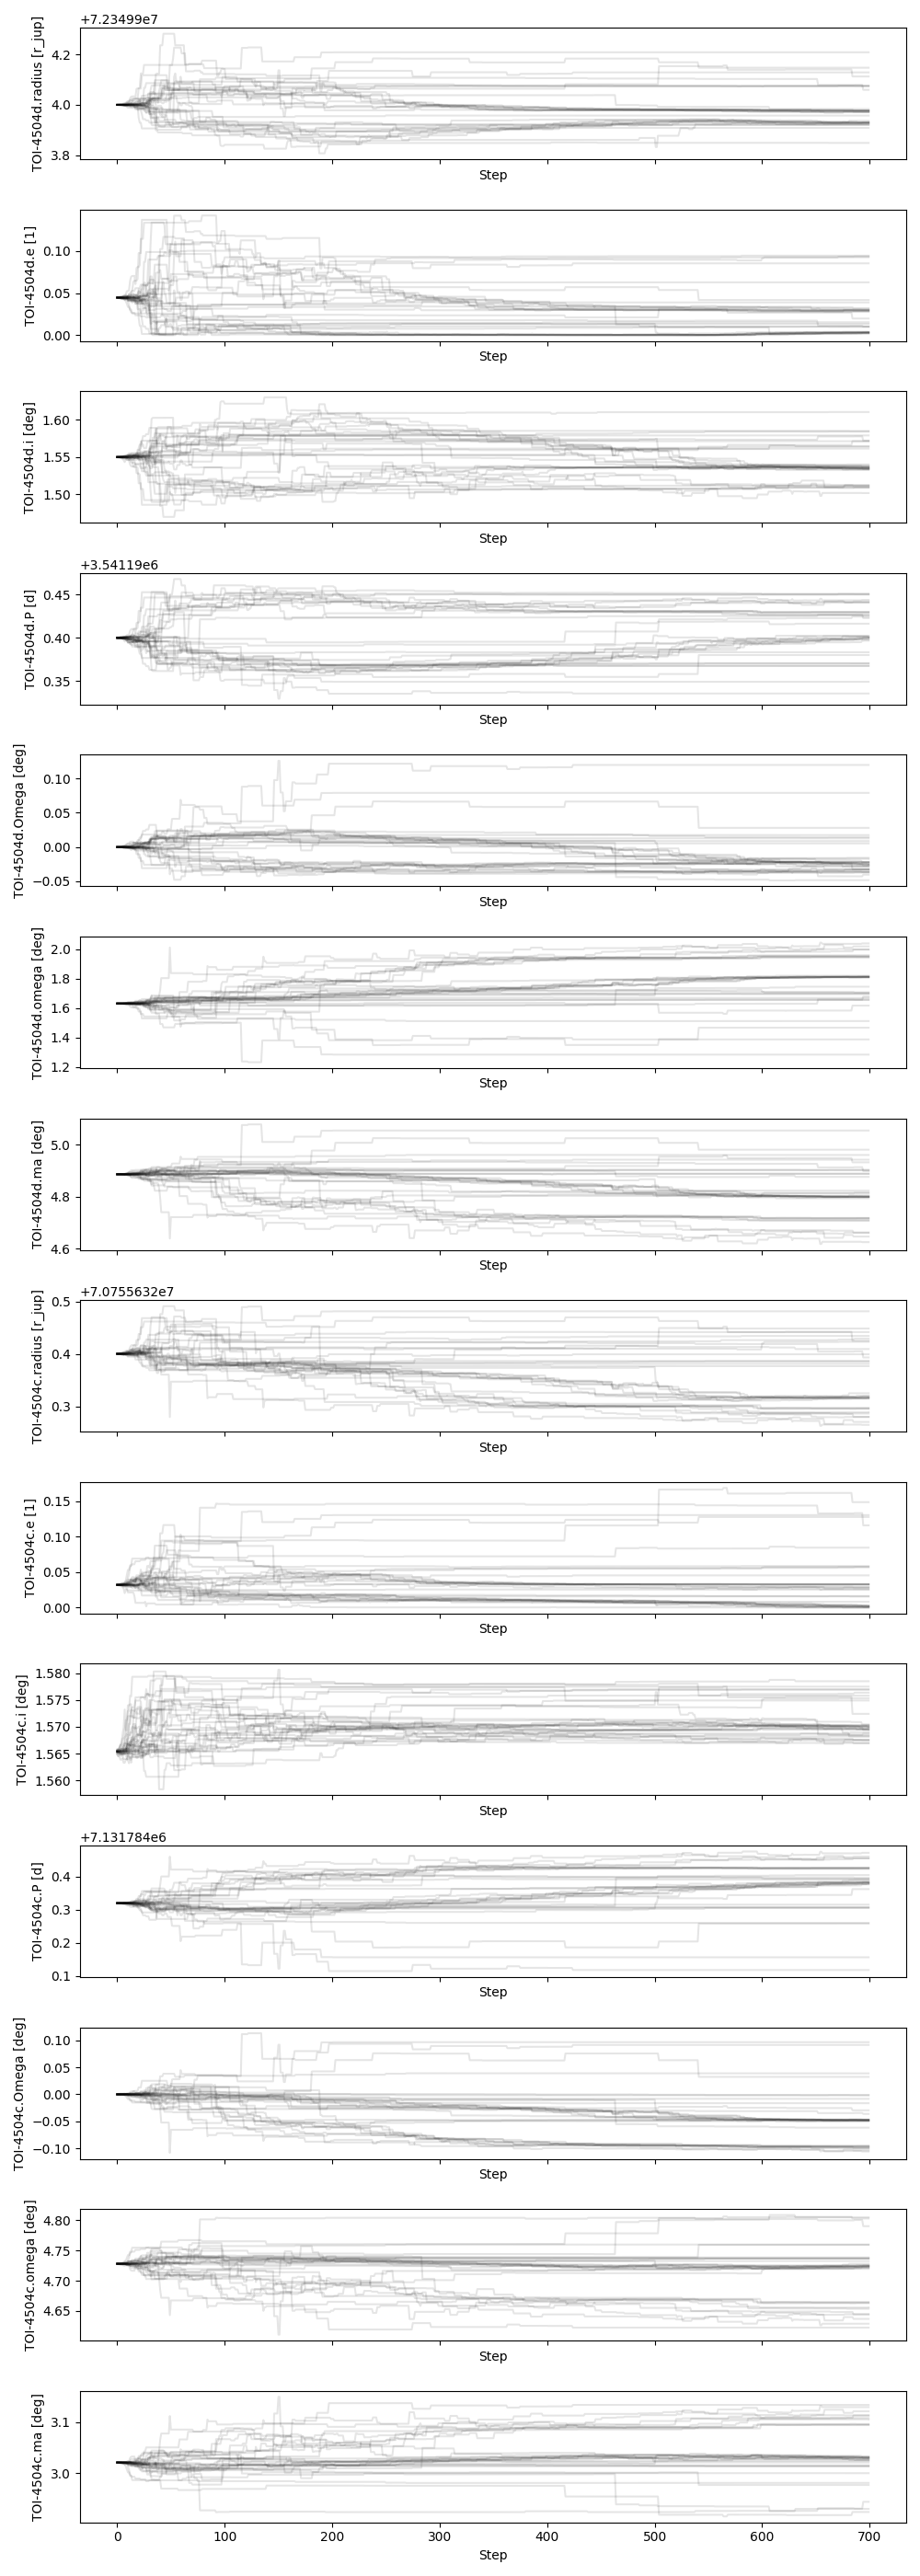 +7.23499e7
TOI-4504d.radius [r_jup]
4.2
4.0
3.8
Step
TOI-4504d.e [1]
0.10
0.05
0.00
Step
TOI-4504d.i [deg]
1.60
1.55
1.50
Step
+3.54119e6
TOI-4504d.P [d]
0.45
0.40
0.35
Step
TOI-4504d.Omega [deg]
0.10
0.05
0.00
−0.05
Step
TOI-4504d.omega [deg]
2.0
1.8
1.6
1.4
1.2
Step
TOI-4504d.ma [deg]
5.0
4.8
4.6
Step
+7.0755632e7
TOI-4504c.radius [r_jup]
0.5
0.4
0.3
Step
TOI-4504c.e [1]
0.15
0.10
0.05
0.00
Step
TOI-4504c.i [deg]
1.580
1.575
1.570
1.565
1.560
Step
+7.131784e6
TOI-4504c.P [d]
0.4
0.3
0.2
0.1
Step
TOI-4504c.Omega [deg]
0.10
0.05
0.00
−0.05
−0.10
Step
TOI-4504c.omega [deg]
4.80
4.75
4.70
4.65
Step
TOI-4504c.ma [deg]
3.1
3.0
0 100 200 300 400 500 600 700
Step